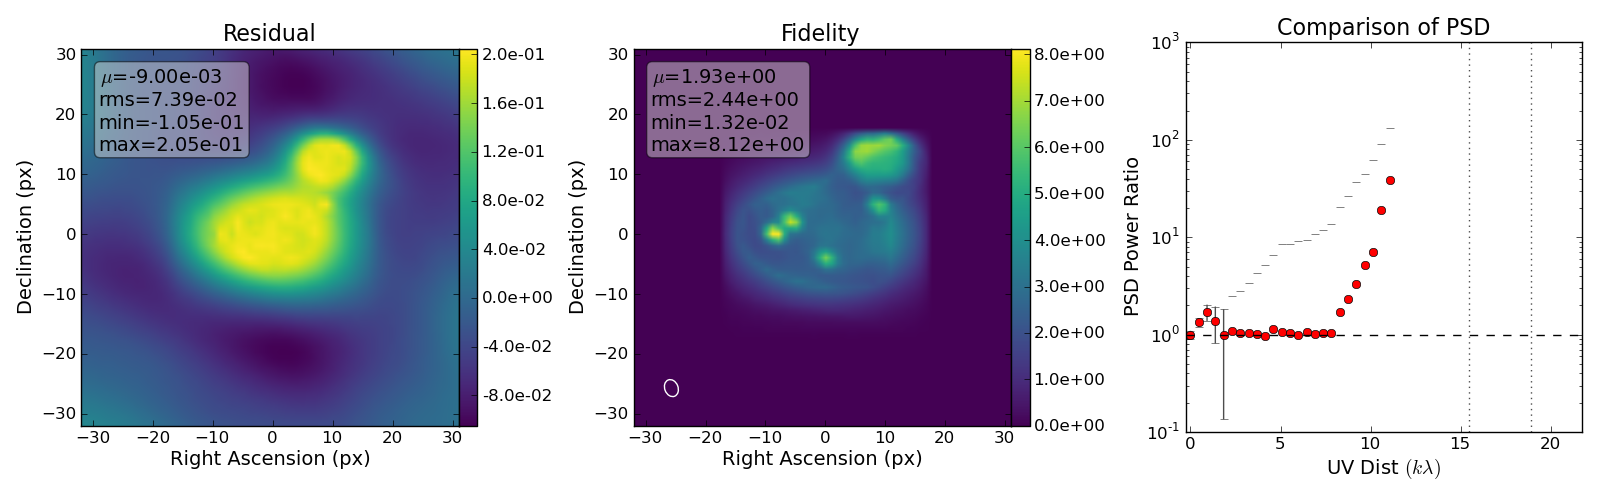 Residual
μ=-9.00e-03
rms=7.39e-02
min=-1.05e-01
max=2.05e-01
30
20
10
0
−10
−20
−30
−30 −20 −10 0 10 20 30
Declination (px)
Right Ascension (px)
2.0e-01
1.6e-01
1.2e-01
8.0e-02
4.0e-02
0.0e+00
-4.0e-02
-8.0e-02
Fidelity
μ=1.93e+00
rms=2.44e+00
min=1.32e-02
max=8.12e+00
30
20
10
0
−10
−20
−30
−30 −20 −10 0 10 20 30
Declination (px)
Right Ascension (px)
8.0e+00
7.0e+00
6.0e+00
5.0e+00
4.0e+00
3.0e+00
2.0e+00
1.0e+00
0.0e+00
Comparison of PSD
10³
10²
10¹
10⁰
10⁻¹
0 5 10 15 20
PSD Power Ratio
UV Dist (kλ)